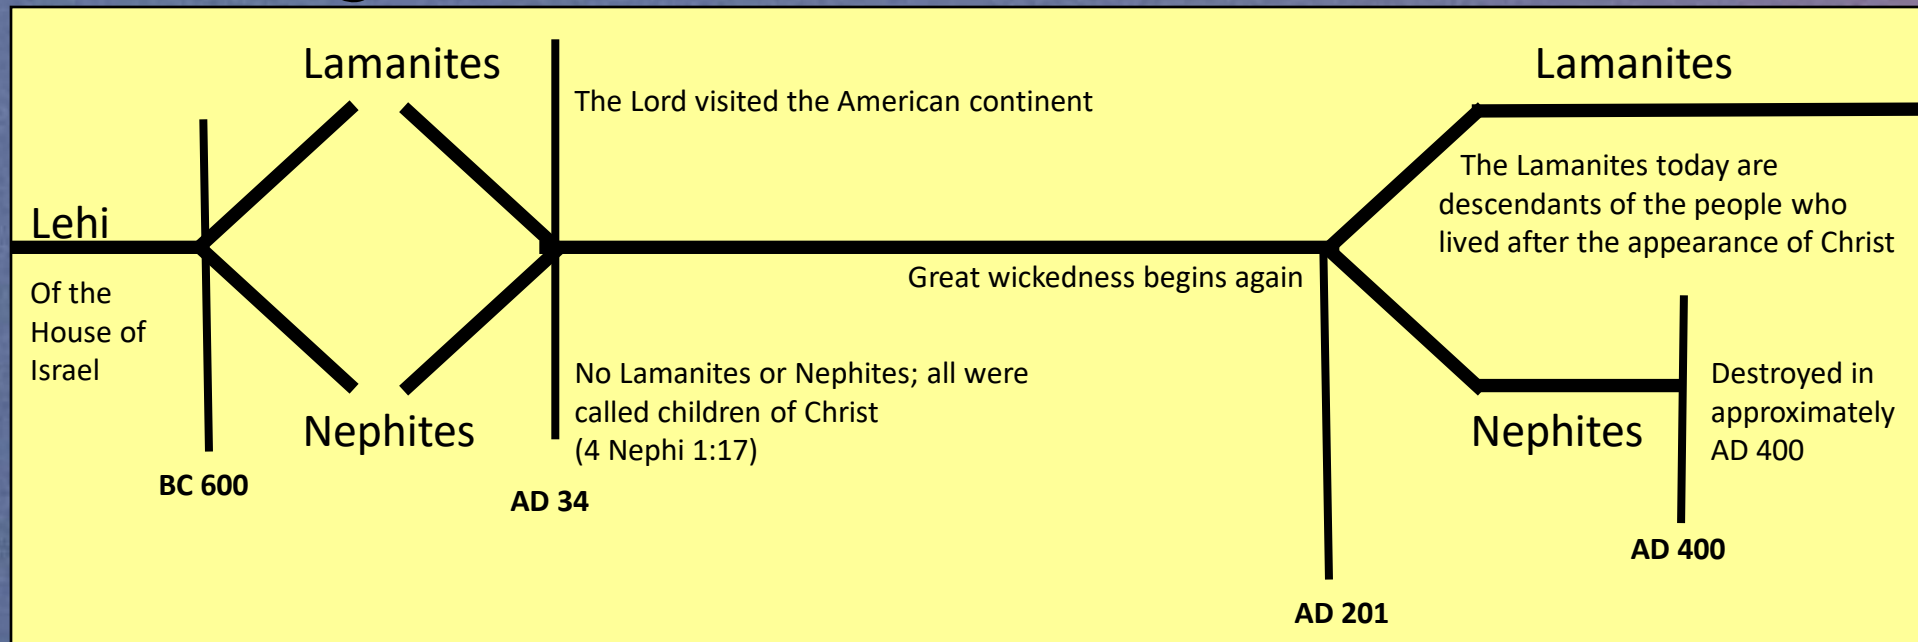 Lamanites
Lamanites
The Lord visited the American continent
The Lamanites today are
descendants of the people who
lived after the appearance of Christ
Lehi
Of the
House of
Israel
Great wickedness begins again
No Lamanites or Nephites; all were
called children of Christ
(4 Nephi 1:17)
Nephites
Nephites
Destroyed in
approximately
AD 400
BC 600
AD 34
AD 400
AD 201